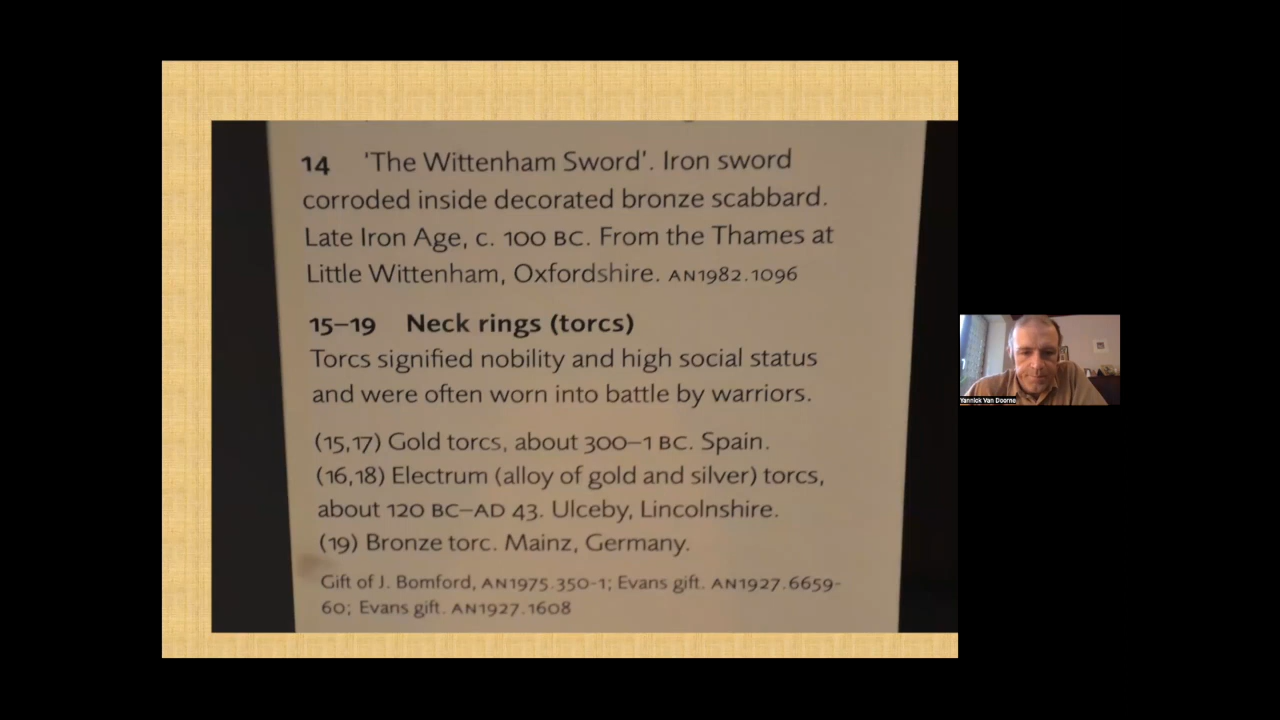 14 'The Wittenham Sword'. Iron sword
corroded inside decorated bronze scabbard.
Late Iron Age, c. 100 BC. From the Thames at
Little Wittenham, Oxfordshire. AN1982.1096
15–19 Neck rings (torcs)
Torcs signified nobility and high social status
and were often worn into battle by warriors.
(15,17) Gold torcs, about 300–1 BC. Spain.
(16,18) Electrum (alloy of gold and silver) torcs,
about 120 BC–AD 43. Ulceby, Lincolnshire.
(19) Bronze torc. Mainz, Germany.
Gift of J. Bomford, AN1975.350-1; Evans gift. AN1927.6659-
60; Evans gift. AN1927.1608
Yannick Van Doorne